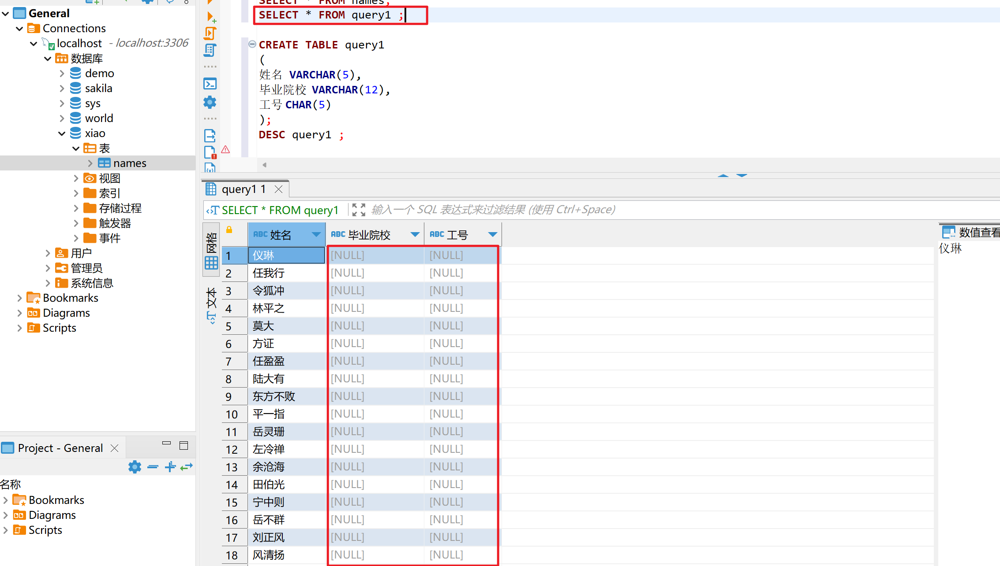 General
Connections
localhost - localhost:3306
数据库
demo
sakila
sys
world
xiao
表
names
视图
索引
存储过程
触发器
事件
用户
管理员
系统信息
Bookmarks
Diagrams
Scripts
Project - General
名称
Bookmarks
Diagrams
Scripts
SELECT * FROM names;
SELECT * FROM query1 ;
CREATE TABLE query1
(
姓名 VARCHAR(5),
毕业院校 VARCHAR(12),
工号 CHAR(5)
);
DESC query1 ;
query1 1
SELECT * FROM query1 输入一个 SQL 表达式来过滤结果 (使用 Ctrl+Space)
网格
文本
ABC 姓名 ABC 毕业院校 ABC 工号
1 仪琳 [NULL] [NULL]
2 任我行 [NULL] [NULL]
3 令狐冲 [NULL] [NULL]
4 林平之 [NULL] [NULL]
5 莫大 [NULL] [NULL]
6 方证 [NULL] [NULL]
7 任盈盈 [NULL] [NULL]
8 陆大有 [NULL] [NULL]
9 东方不败 [NULL] [NULL]
10 平一指 [NULL] [NULL]
11 岳灵珊 [NULL] [NULL]
12 左冷禅 [NULL] [NULL]
13 余沧海 [NULL] [NULL]
14 田伯光 [NULL] [NULL]
15 宁中则 [NULL] [NULL]
16 岳不群 [NULL] [NULL]
17 刘正风 [NULL] [NULL]
18 风清扬 [NULL] [NULL]
数值查看
仪琳